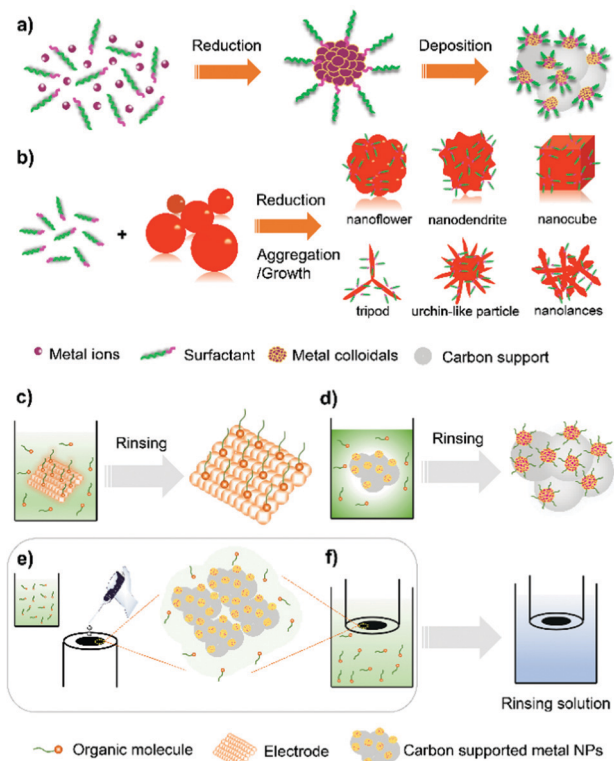 a)
Reduction
Deposition
b)
+
Reduction
Aggregation
/Growth
nanoflower
nanodendrite
nanocube
tripod
urchin-like particle
nanolances
Metal ions
Surfactant
Metal colloidals
Carbon support
c)
Rinsing
d)
Rinsing
e)
f)
Rinsing solution
Organic molecule
Electrode
Carbon supported metal NPs